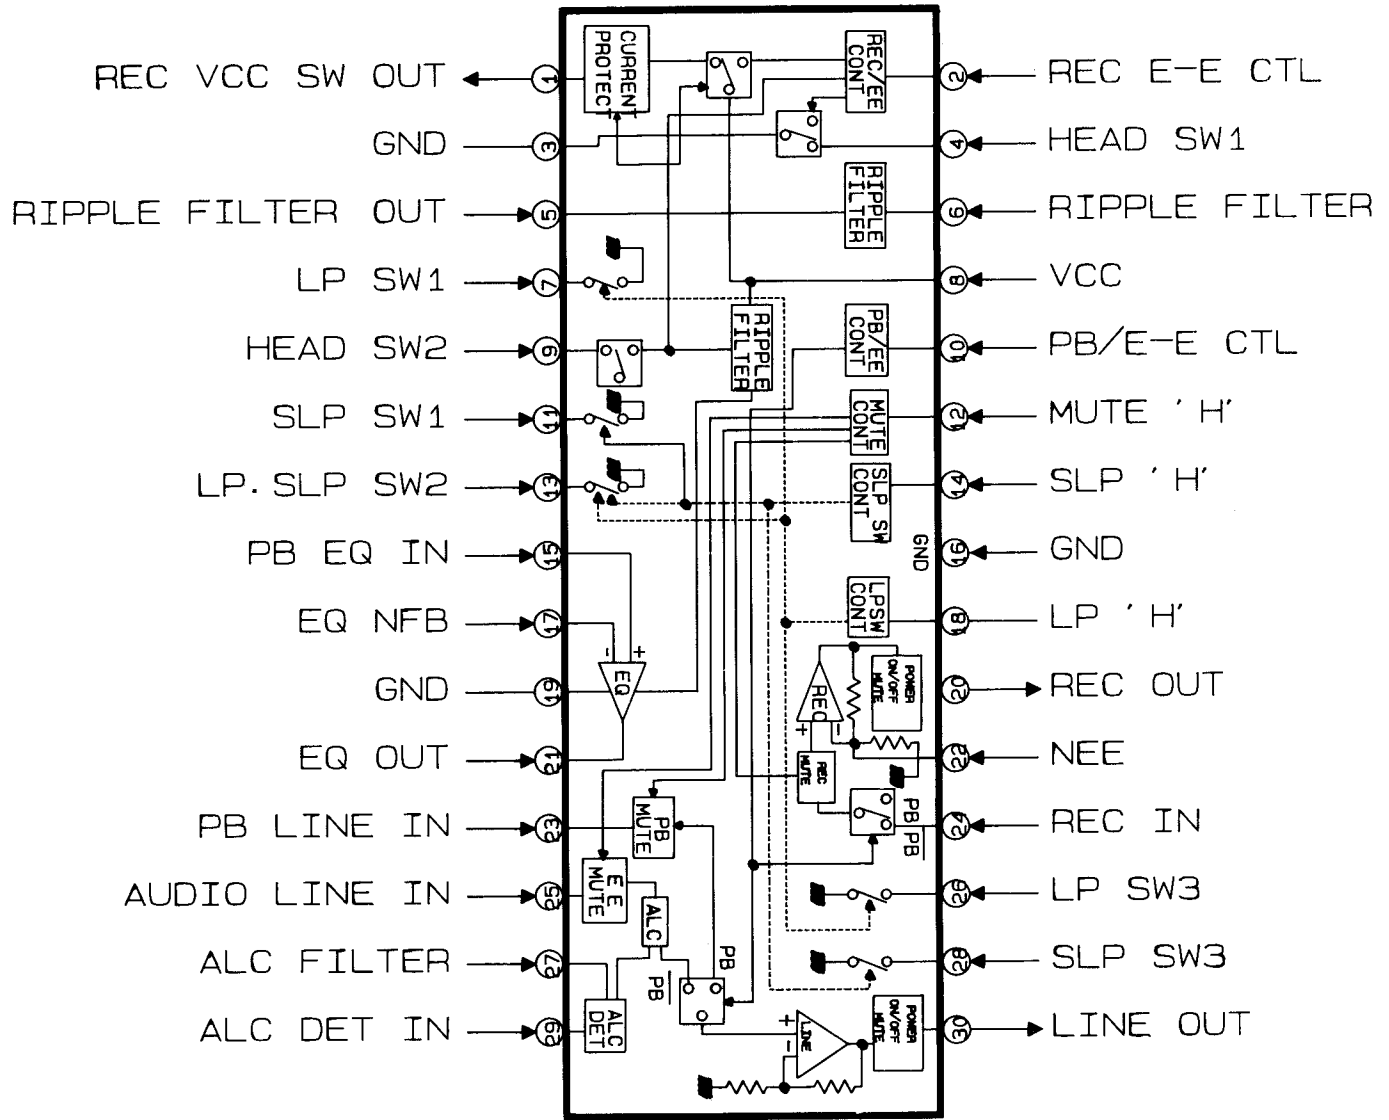 REC VCC SW OUT 1
CURRENT
PROTECT
REC/EE
CONT
2 REC E-E CTL
GND 3
4 HEAD SW1
RIPPLE FILTER OUT 5
RIPPLE
FILTER
6 RIPPLE FILTER
LP SW1 7
8 VCC
HEAD SW2 9
RIPPLE
FILTER
PB/EE
CONT
10 PB/E-E CTL
SLP SW1 11
MUTE
CONT
12 MUTE 'H'
LP. SLP SW2 13
SLP SW
CONT
14 SLP 'H'
PB EQ IN 15
GND
16 GND
EQ NFB 17
LPSW
CONT
18 LP 'H'
- +
EQ
GND 19
REC
+ -
POWER
ON/OFF
MUTE
20 REC OUT
EQ OUT 21
REC
MUTE
22 NEE
PB LINE IN 23
PB
MUTE
PB
PB
24 REC IN
AUDIO LINE IN 25
EE
MUTE
ALC
26 LP SW3
ALC FILTER 27
PB
PB
28 SLP SW3
ALC DET IN 29
ALC
DET
+
-
LINE
POWER
ON/OFF
MUTE
30 LINE OUT